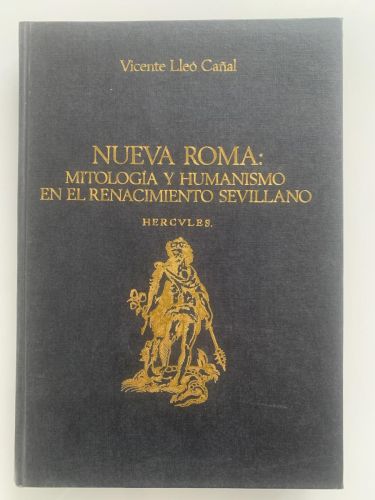 Vicente Lleó Cañal
NUEVA ROMA:
MITOLOGÍA Y HUMANISMO
EN EL RENACIMIENTO SEVILLANO
HERCVLES.